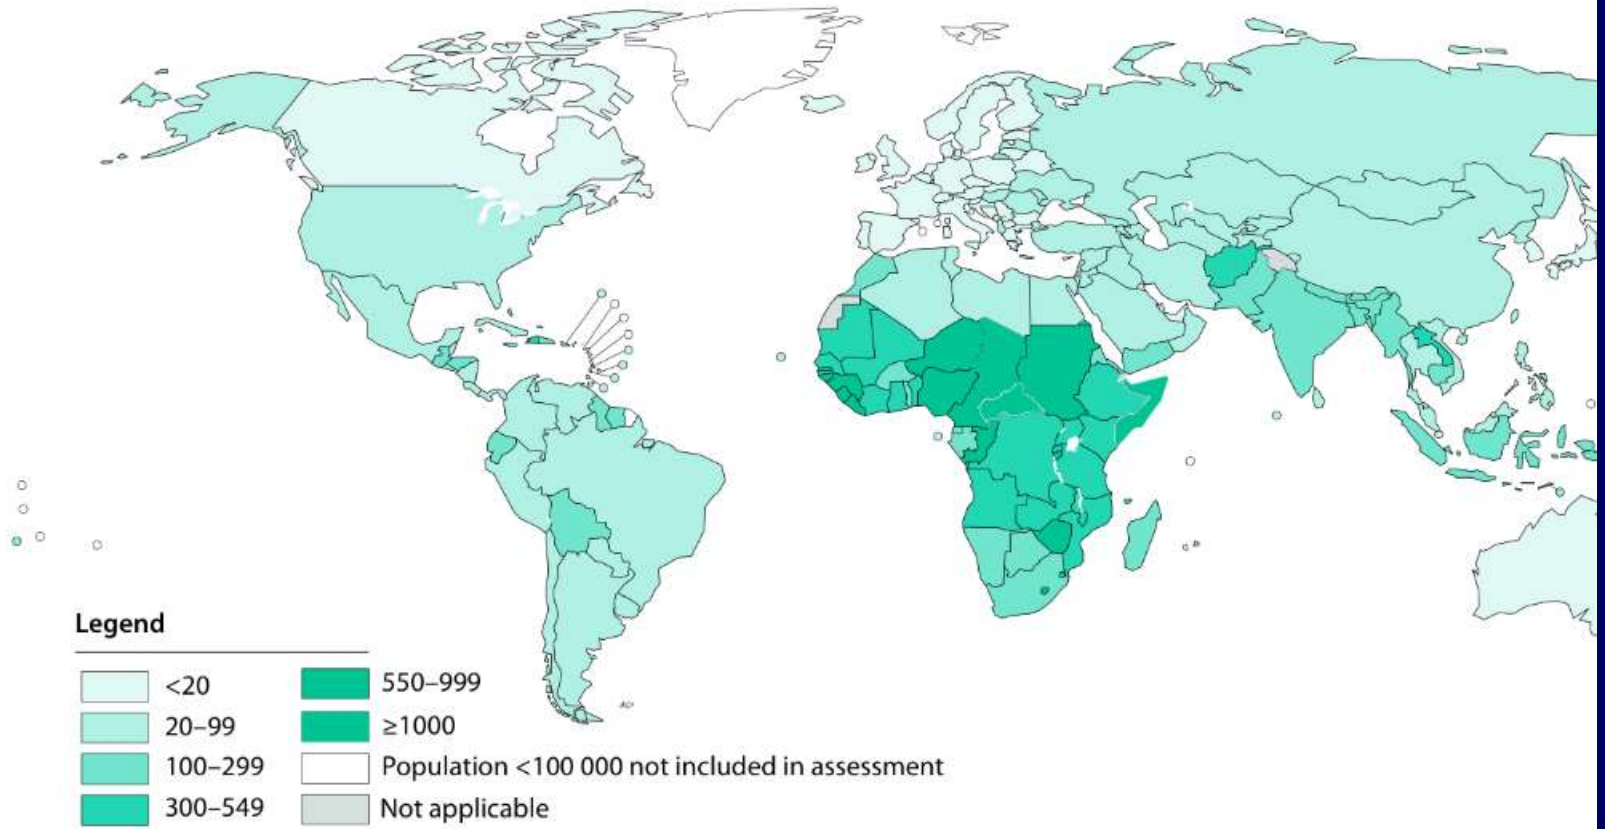 Legend
<20
20–99
100–299
300–549
550–999
≥1000
Population <100 000 not included in assessment
Not applicable